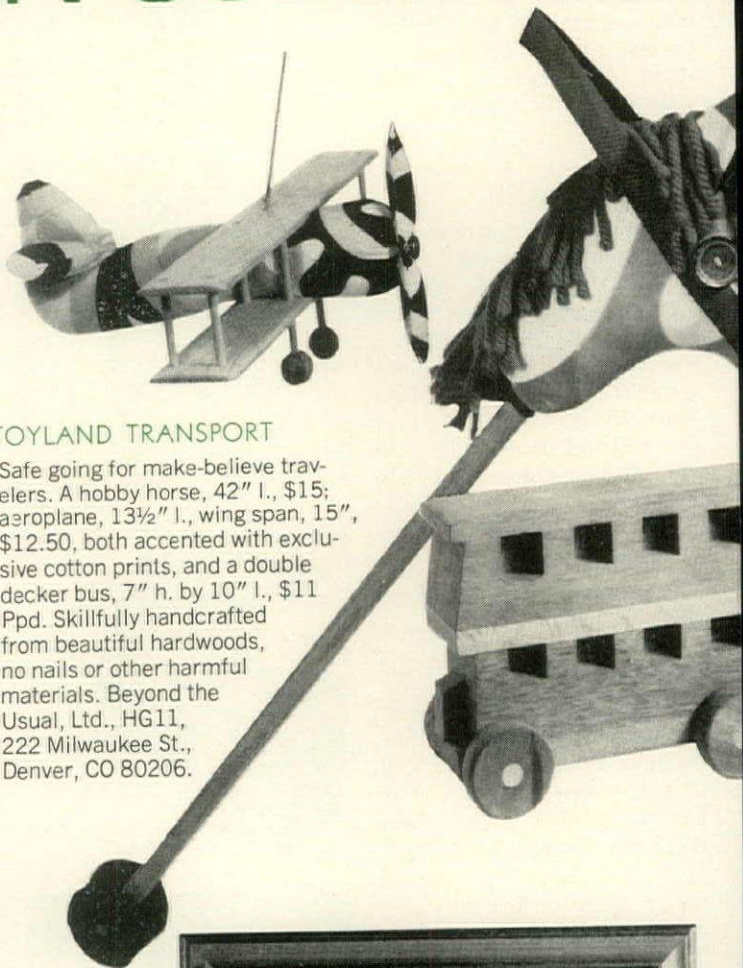 TOYLAND TRANSPORT
Safe going for make-believe trav-
elers. A hobby horse, 42" l., $15;
aeroplane, 13½" l., wing span, 15",
$12.50, both accented with exclu-
sive cotton prints, and a double
decker bus, 7" h. by 10" l., $11
Ppd. Skillfully handcrafted
from beautiful hardwoods,
no nails or other harmful
materials. Beyond the
Usual, Ltd., HG11,
222 Milwaukee St.,
Denver, CO 80206.